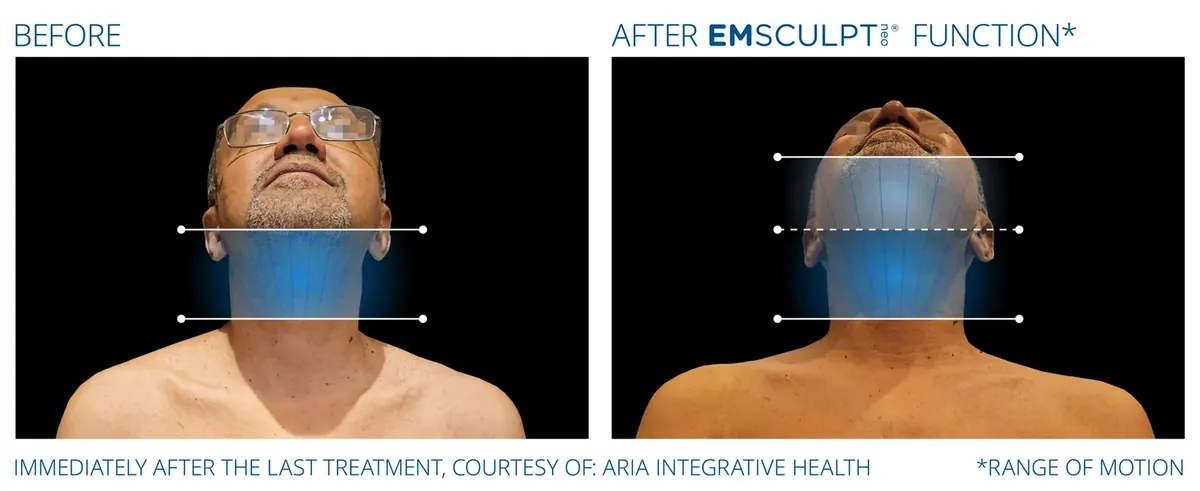 BEFORE
AFTER EMSCULPT neo® FUNCTION*
IMMEDIATELY AFTER THE LAST TREATMENT, COURTESY OF: ARIA INTEGRATIVE HEALTH
*RANGE OF MOTION